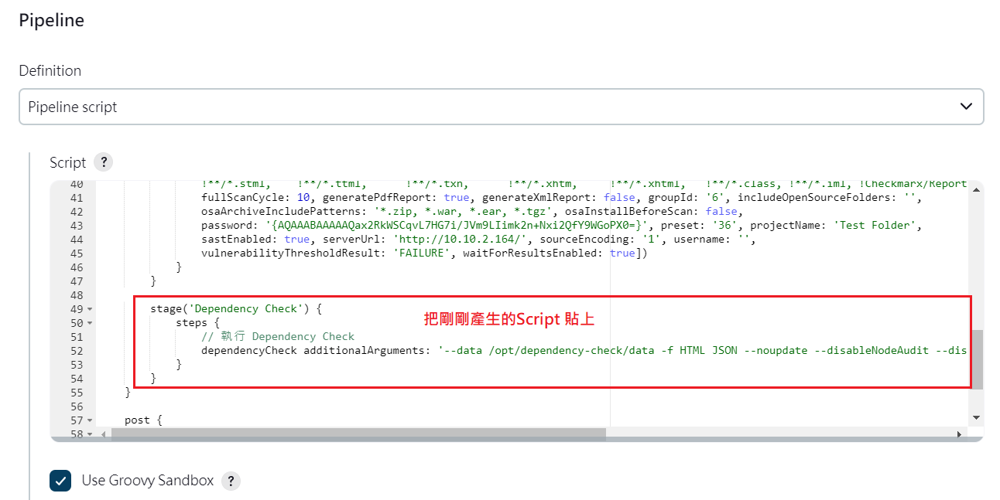 Pipeline
Definition
Pipeline script
Script ?
40 !**/*.stml, !**/*.ttml, !**/*.txn, !**/*.xhtm, !**/*.xhtml, !**/*.class, !**/*.iml, !Checkmarx/Report
41 fullScanCycle: 10, generatePdfReport: true, generateXmlReport: false, groupId: '6', includeOpenSourceFolders: '',
42 osaArchiveIncludePatterns: '*.zip, *.war, *.ear, *.tgz', osaInstallBeforeScan: false,
43 password: '{AQAAABAAAAAQax2RkWSCqvL7HG7i/JVm9LIimk2n+Nxi2QfY9WGoPX0=}', preset: '36', projectName: 'Test Folder',
44 sastEnabled: true, serverUrl: 'http://10.10.2.164/', sourceEncoding: '1', username: '',
45 vulnerabilityThresholdResult: 'FAILURE', waitForResultsEnabled: true])
46 }
47 }
48
49 stage('Dependency Check') {
把剛剛產生的Script 貼上
50 steps {
51 // 執行 Dependency Check
52 dependencyCheck additionalArguments: '--data /opt/dependency-check/data -f HTML JSON --noupdate --disableNodeAudit --dis
53 }
54 }
55 }
56
57 post {
58
Use Groovy Sandbox ?